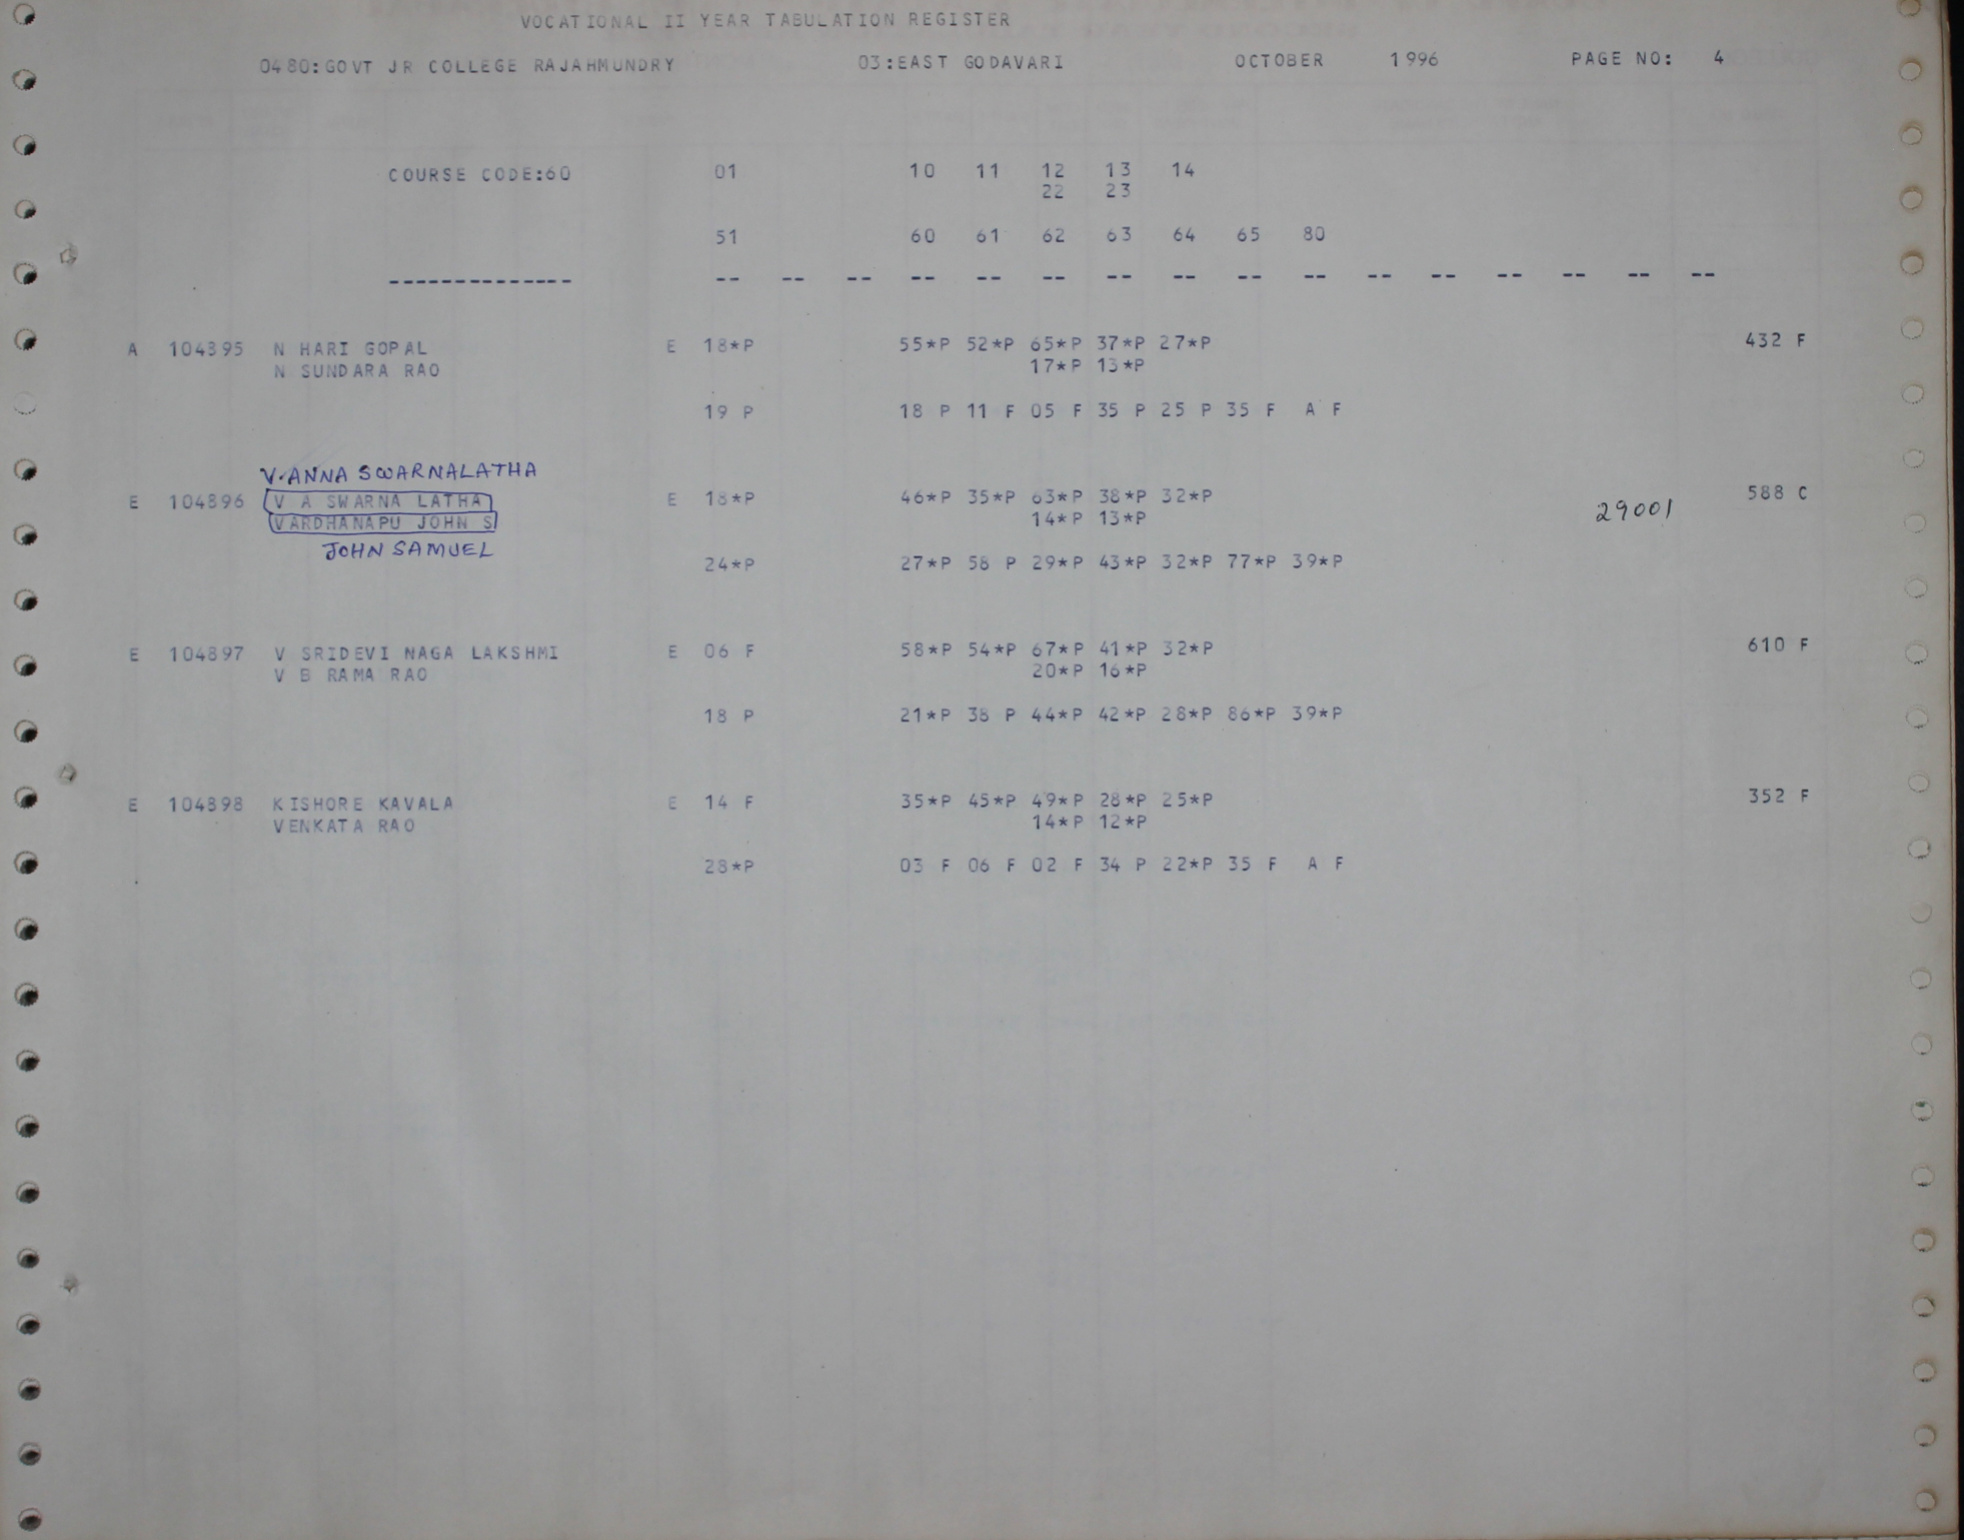 VOCATIONAL II YEAR TABULATION REGISTER
0480:GOVT JR COLLEGE RAJAHMUNDRY 03:EAST GODAVARI OCTOBER 1996 PAGE NO: 4
COURSE CODE:60 01 10 11 12 13 14
22 23
51 60 61 62 63 64 65 80
-------------- -- -- -- -- -- -- -- -- -- -- -- -- -- -- -- --
A 104895 N HARI GOPAL E 18*P 55*P 52*P 65*P 37*P 27*P 432 F
N SUNDARA RAO 17*P 13*P
19 P 18 P 11 F 05 F 35 P 25 P 35 F A F
V.ANNA SWARNALATHA
E 104896 V A SWARNA LATHA E 18*P 46*P 35*P 63*P 38*P 32*P 29001 588 C
VARDHANAPU JOHN S 14*P 13*P
JOHN SAMUEL
24*P 27*P 58 P 29*P 43*P 32*P 77*P 39*P
E 104897 V SRIDEVI NAGA LAKSHMI E 06 F 58*P 54*P 67*P 41*P 32*P 610 F
V B RAMA RAO 20*P 16*P
18 P 21*P 38 P 44*P 42*P 28*P 86*P 39*P
E 104898 KISHORE KAVALA E 14 F 35*P 45*P 49*P 28*P 25*P 352 F
VENKATA RAO 14*P 12*P
28*P 03 F 06 F 02 F 34 P 22*P 35 F A F